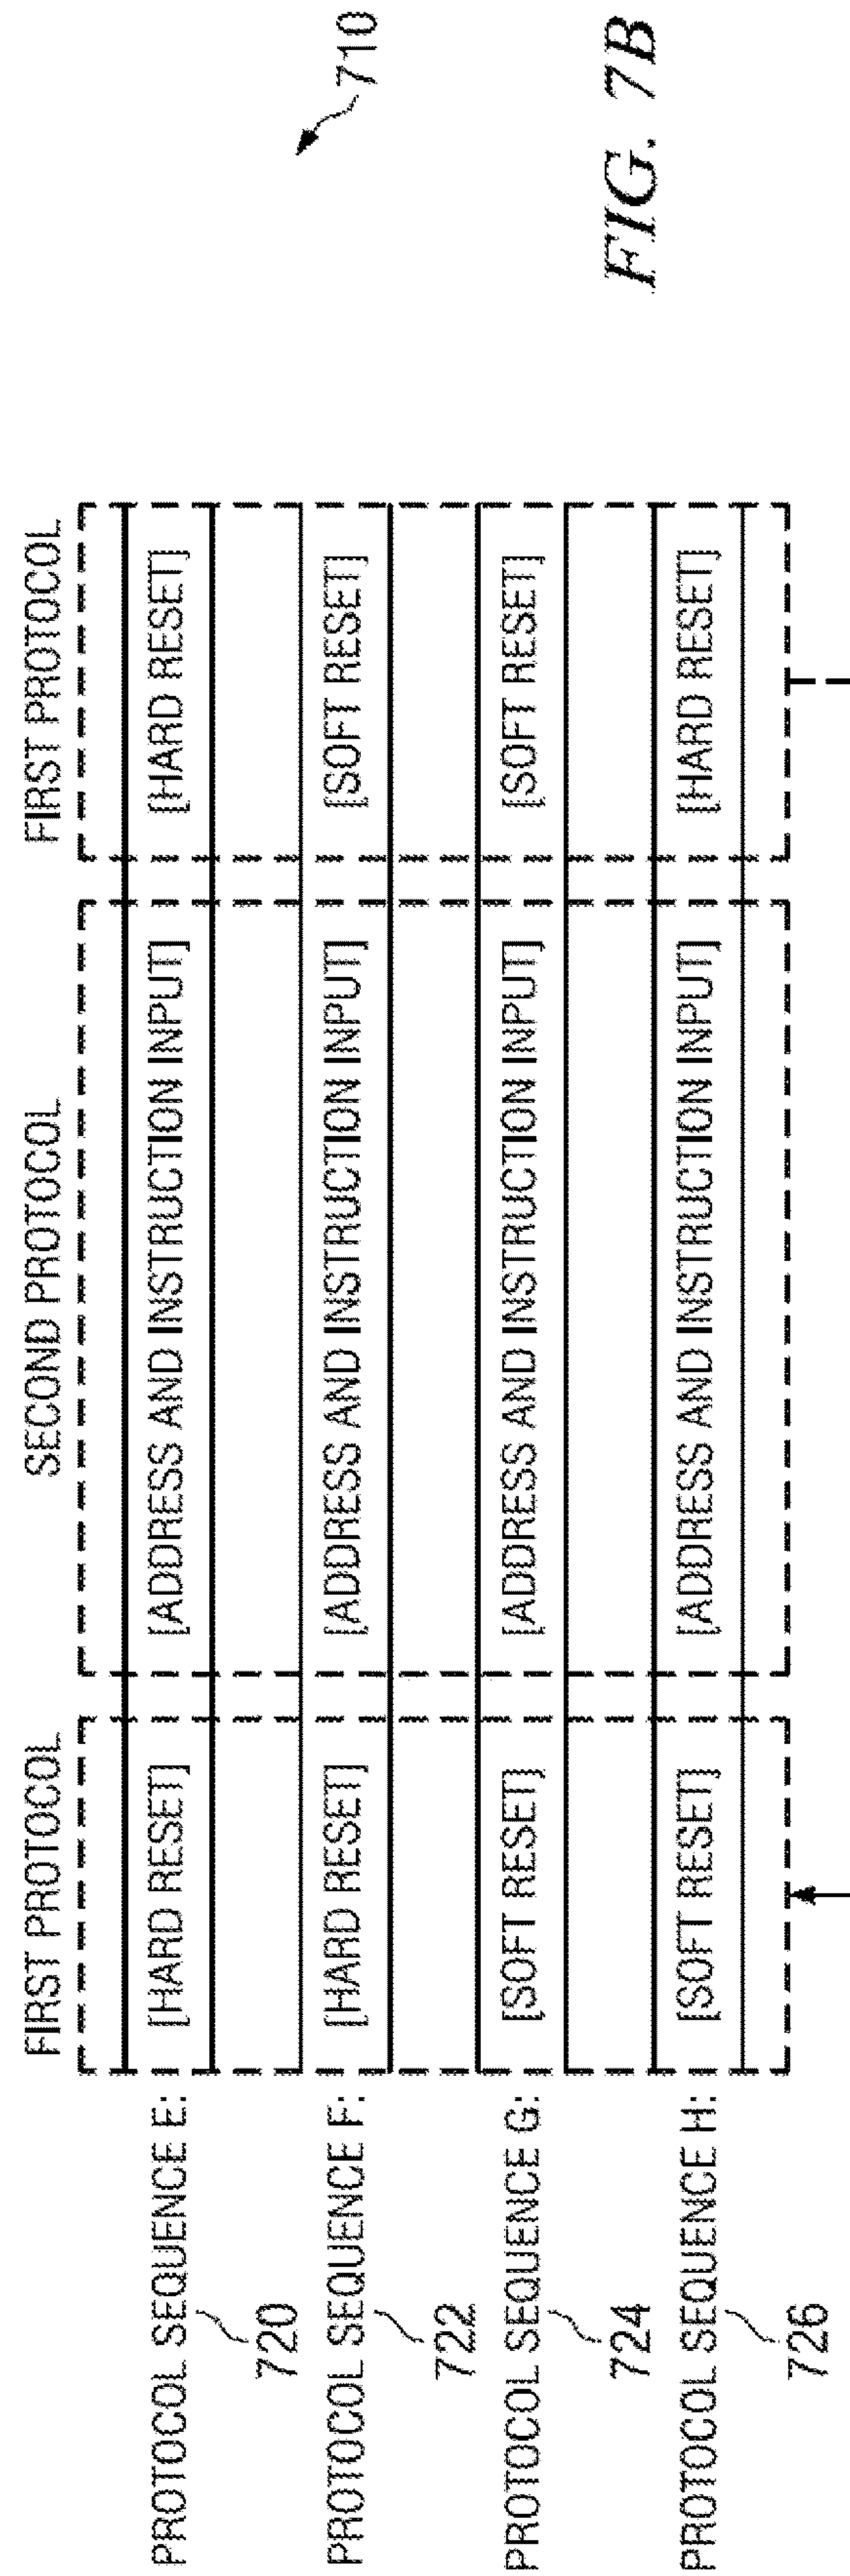 FIRST PROTOCOL SECOND PROTOCOL FIRST PROTOCOL
PROTOCOL SEQUENCE E: [HARD RESET] [ADDRESS AND INSTRUCTION INPUT] [HARD RESET]
720
PROTOCOL SEQUENCE F: [HARD RESET] [ADDRESS AND INSTRUCTION INPUT] [SOFT RESET]
722
PROTOCOL SEQUENCE G: [SOFT RESET] [ADDRESS AND INSTRUCTION INPUT] [SOFT RESET]
724
PROTOCOL SEQUENCE H: [SOFT RESET] [ADDRESS AND INSTRUCTION INPUT] [HARD RESET]
726
710
FIG. 7B